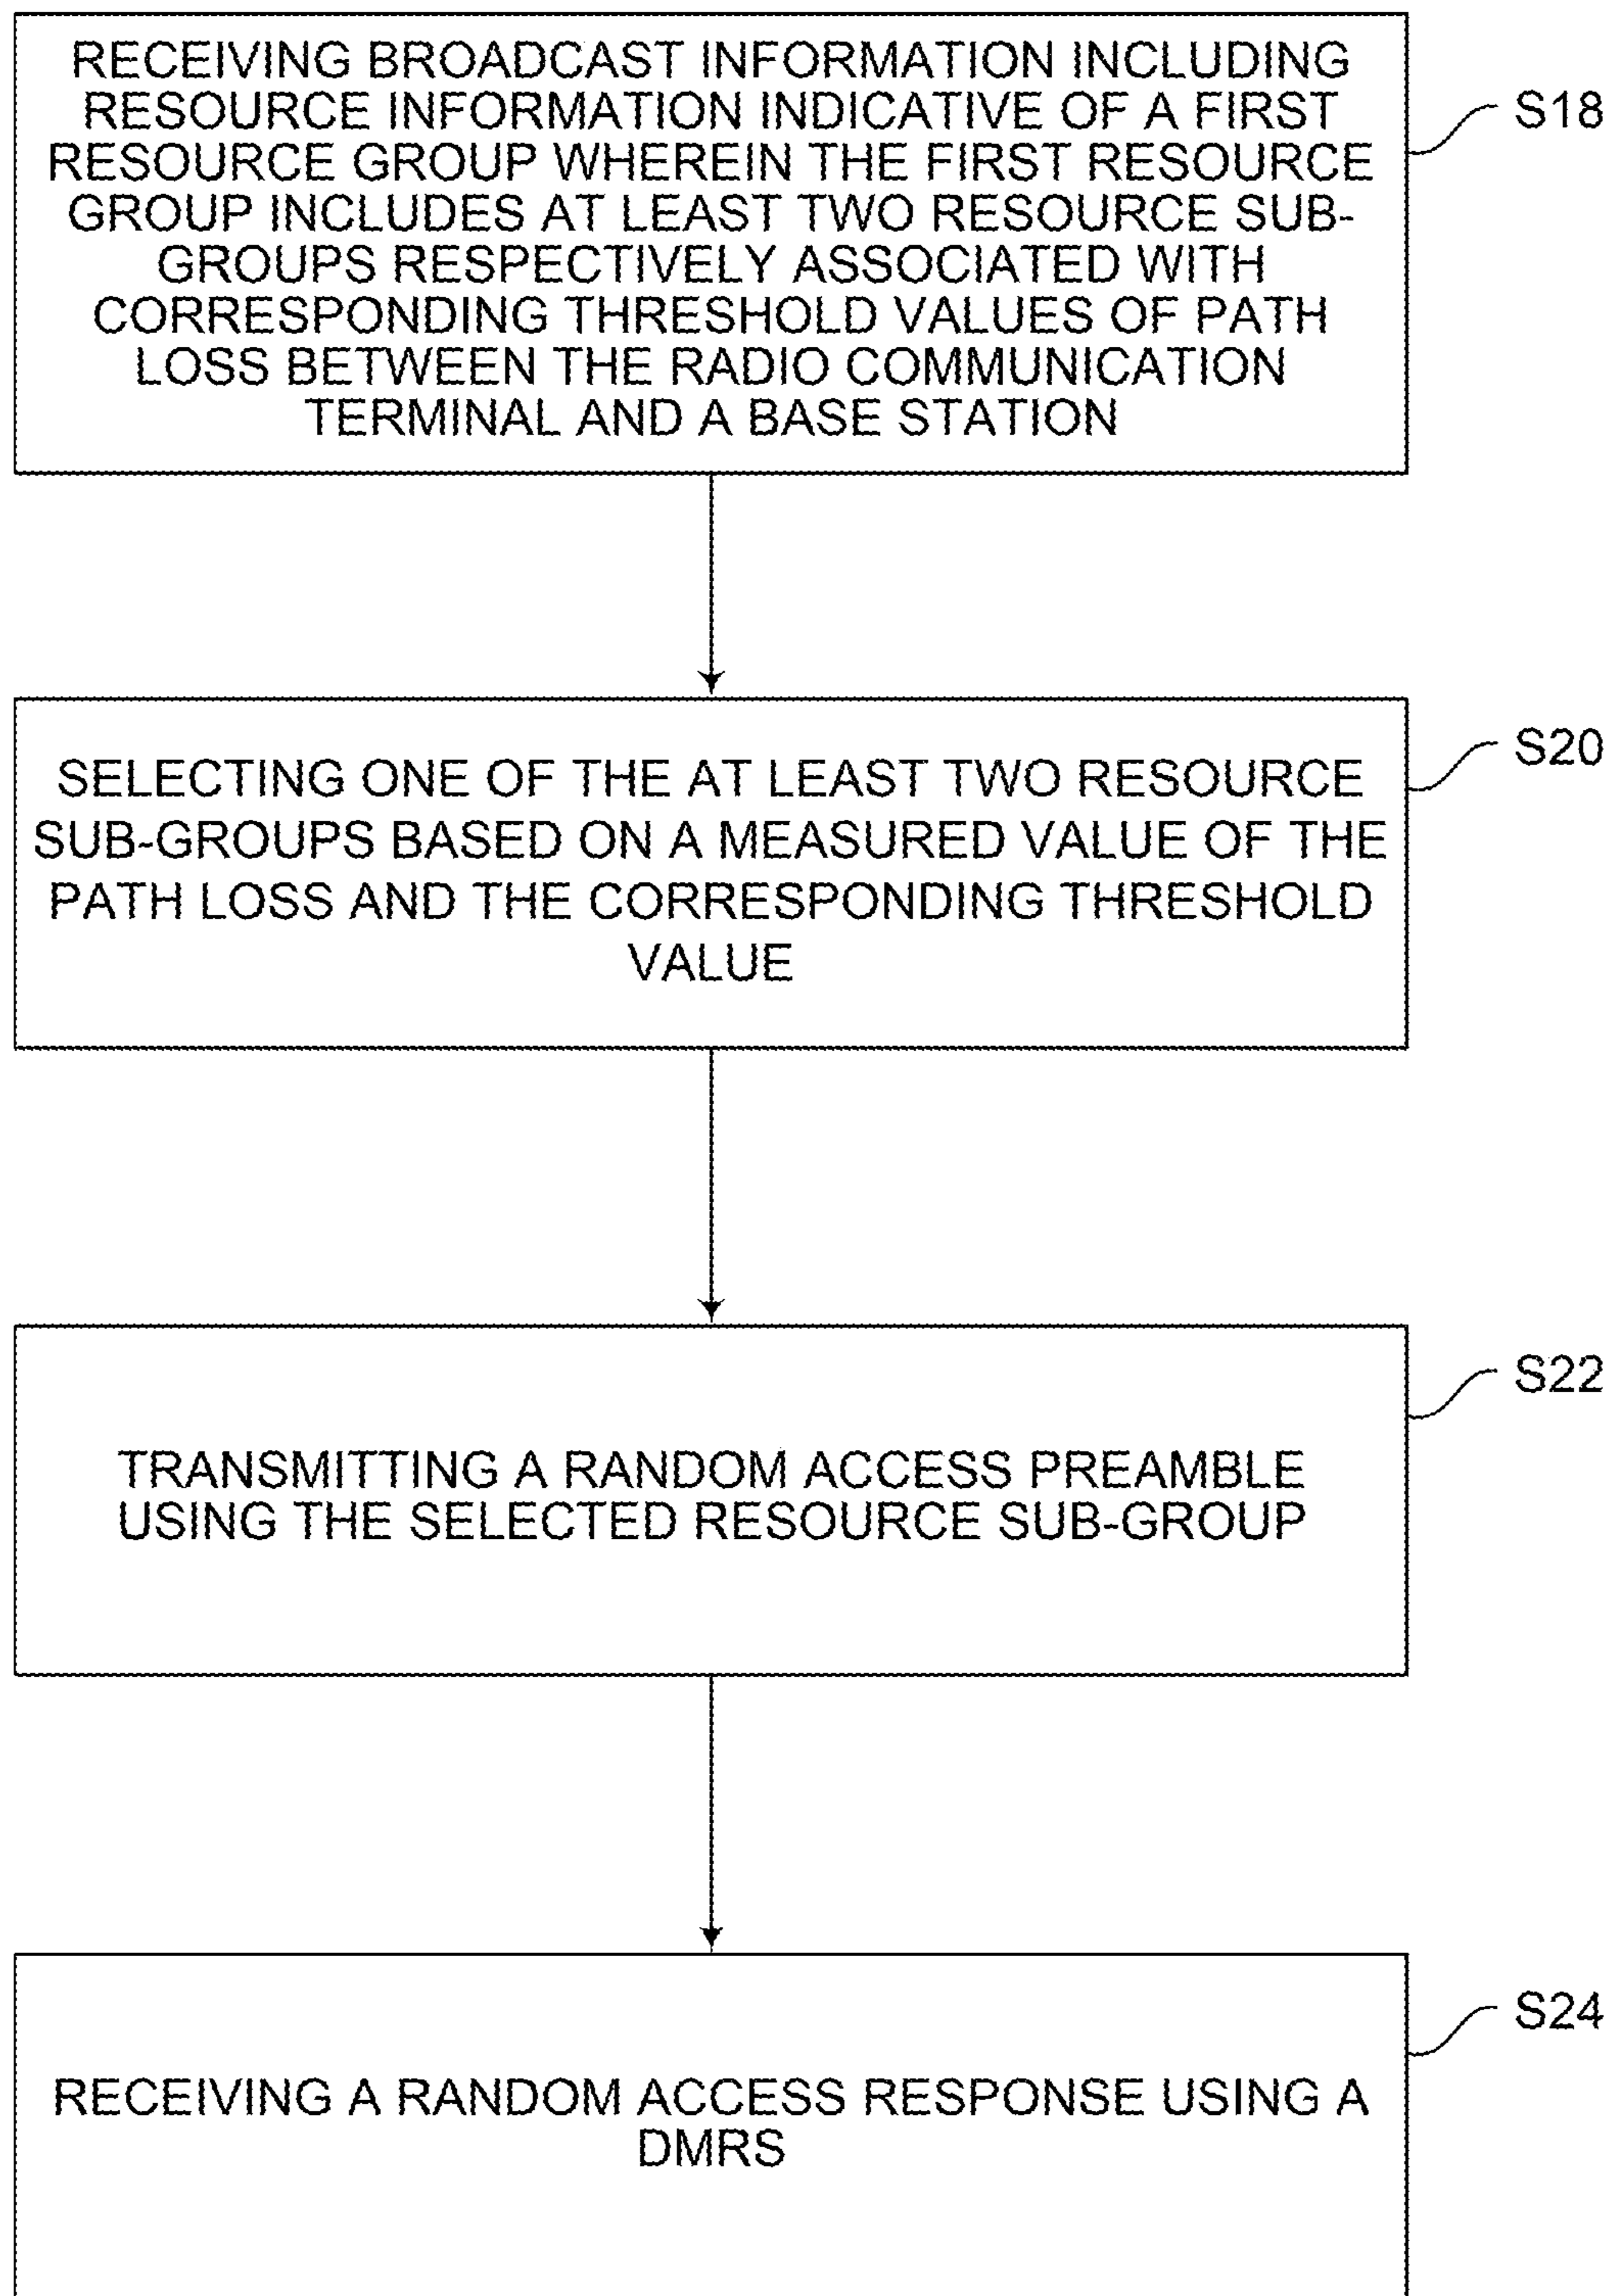 RECEIVING BROADCAST INFORMATION INCLUDING
RESOURCE INFORMATION INDICATIVE OF A FIRST
RESOURCE GROUP WHEREIN THE FIRST RESOURCE
GROUP INCLUDES AT LEAST TWO RESOURCE SUB-
GROUPS RESPECTIVELY ASSOCIATED WITH
CORRESPONDING THRESHOLD VALUES OF PATH
LOSS BETWEEN THE RADIO COMMUNICATION
TERMINAL AND A BASE STATION
S18
SELECTING ONE OF THE AT LEAST TWO RESOURCE
SUB-GROUPS BASED ON A MEASURED VALUE OF THE
PATH LOSS AND THE CORRESPONDING THRESHOLD
VALUE
S20
TRANSMITTING A RANDOM ACCESS PREAMBLE
USING THE SELECTED RESOURCE SUB-GROUP
S22
RECEIVING A RANDOM ACCESS RESPONSE USING A
DMRS
S24